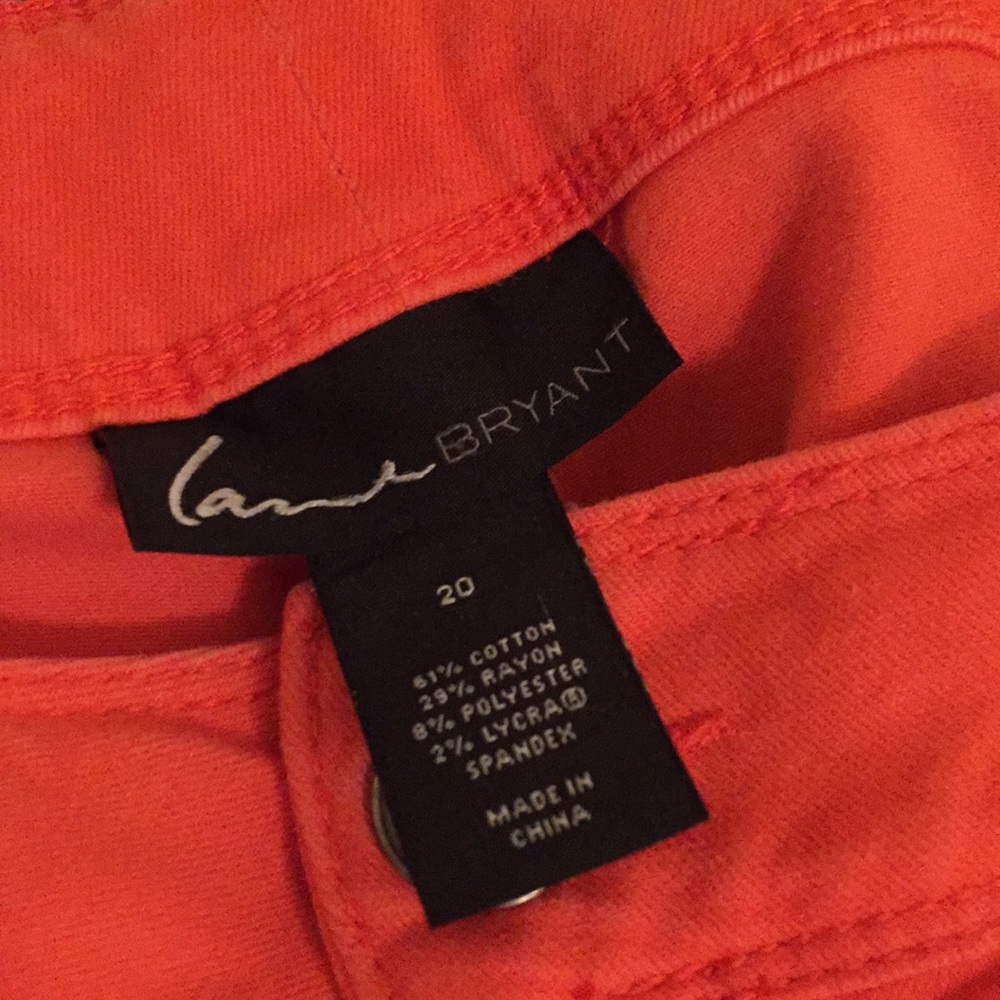 Lane BRYANT
20
61% COTTON
29% RAYON
8% POLYESTER
2% LYCRA®
SPANDEX
MADE IN
CHINA